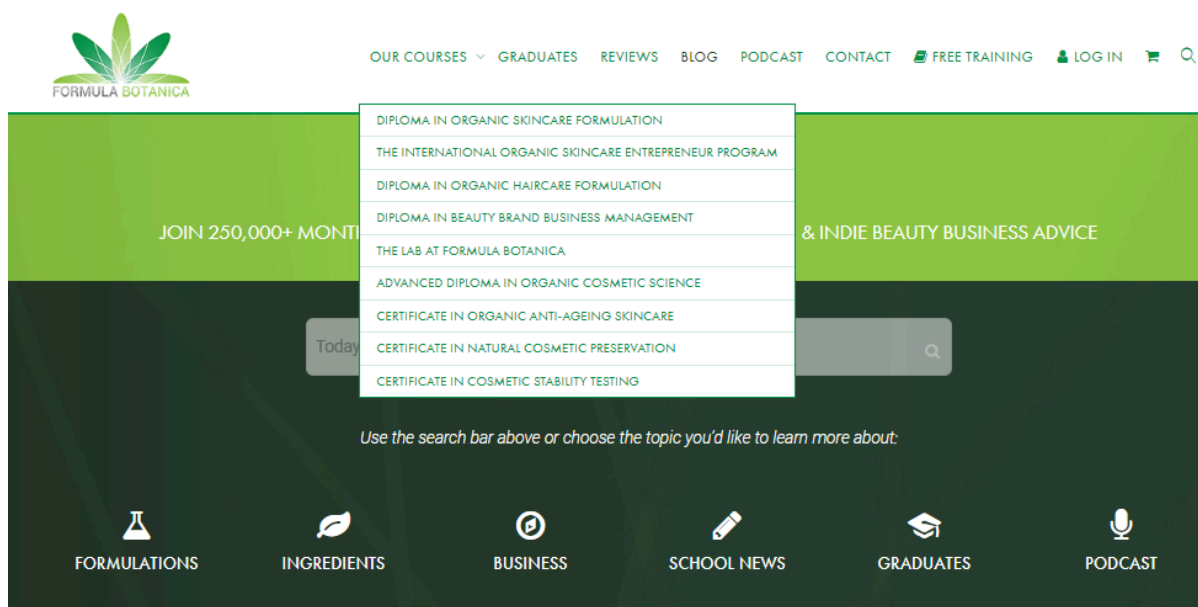 FORMULA BOTANICA
OUR COURSES GRADUATES REVIEWS BLOG PODCAST CONTACT FREE TRAINING LOG IN
DIPLOMA IN ORGANIC SKINCARE FORMULATION
THE INTERNATIONAL ORGANIC SKINCARE ENTREPRENEUR PROGRAM
DIPLOMA IN ORGANIC HAIRCARE FORMULATION
DIPLOMA IN BEAUTY BRAND BUSINESS MANAGEMENT
THE LAB AT FORMULA BOTANICA
ADVANCED DIPLOMA IN ORGANIC COSMETIC SCIENCE
CERTIFICATE IN ORGANIC ANTI-AGEING SKINCARE
CERTIFICATE IN NATURAL COSMETIC PRESERVATION
CERTIFICATE IN COSMETIC STABILITY TESTING
JOIN 250,000+ & INDIE BEAUTY BUSINESS ADVICE
Today
Use the search bar above or choose the topic you'd like to learn more about:
FORMULATIONS INGREDIENTS BUSINESS SCHOOL NEWS GRADUATES PODCAST